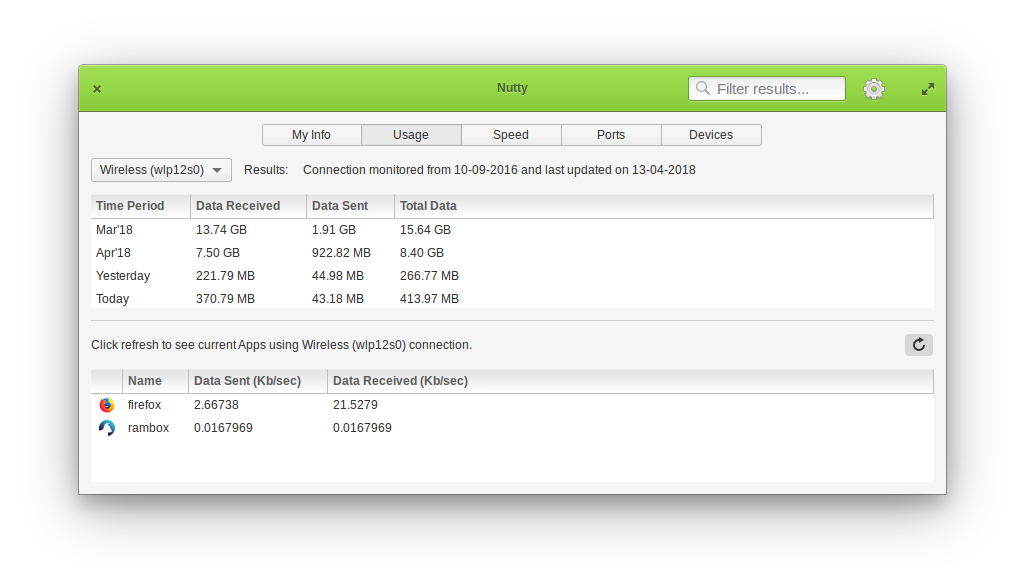 Nutty
Filter results...
My Info Usage Speed Ports Devices
Wireless (wlp12s0) Results: Connection monitored from 10-09-2016 and last updated on 13-04-2018
Time Period Data Received Data Sent Total Data
Mar'18 13.74 GB 1.91 GB 15.64 GB
Apr'18 7.50 GB 922.82 MB 8.40 GB
Yesterday 221.79 MB 44.98 MB 266.77 MB
Today 370.79 MB 43.18 MB 413.97 MB
Click refresh to see current Apps using Wireless (wlp12s0) connection.
Name Data Sent (Kb/sec) Data Received (Kb/sec)
firefox 2.66738 21.5279
rambox 0.0167969 0.0167969